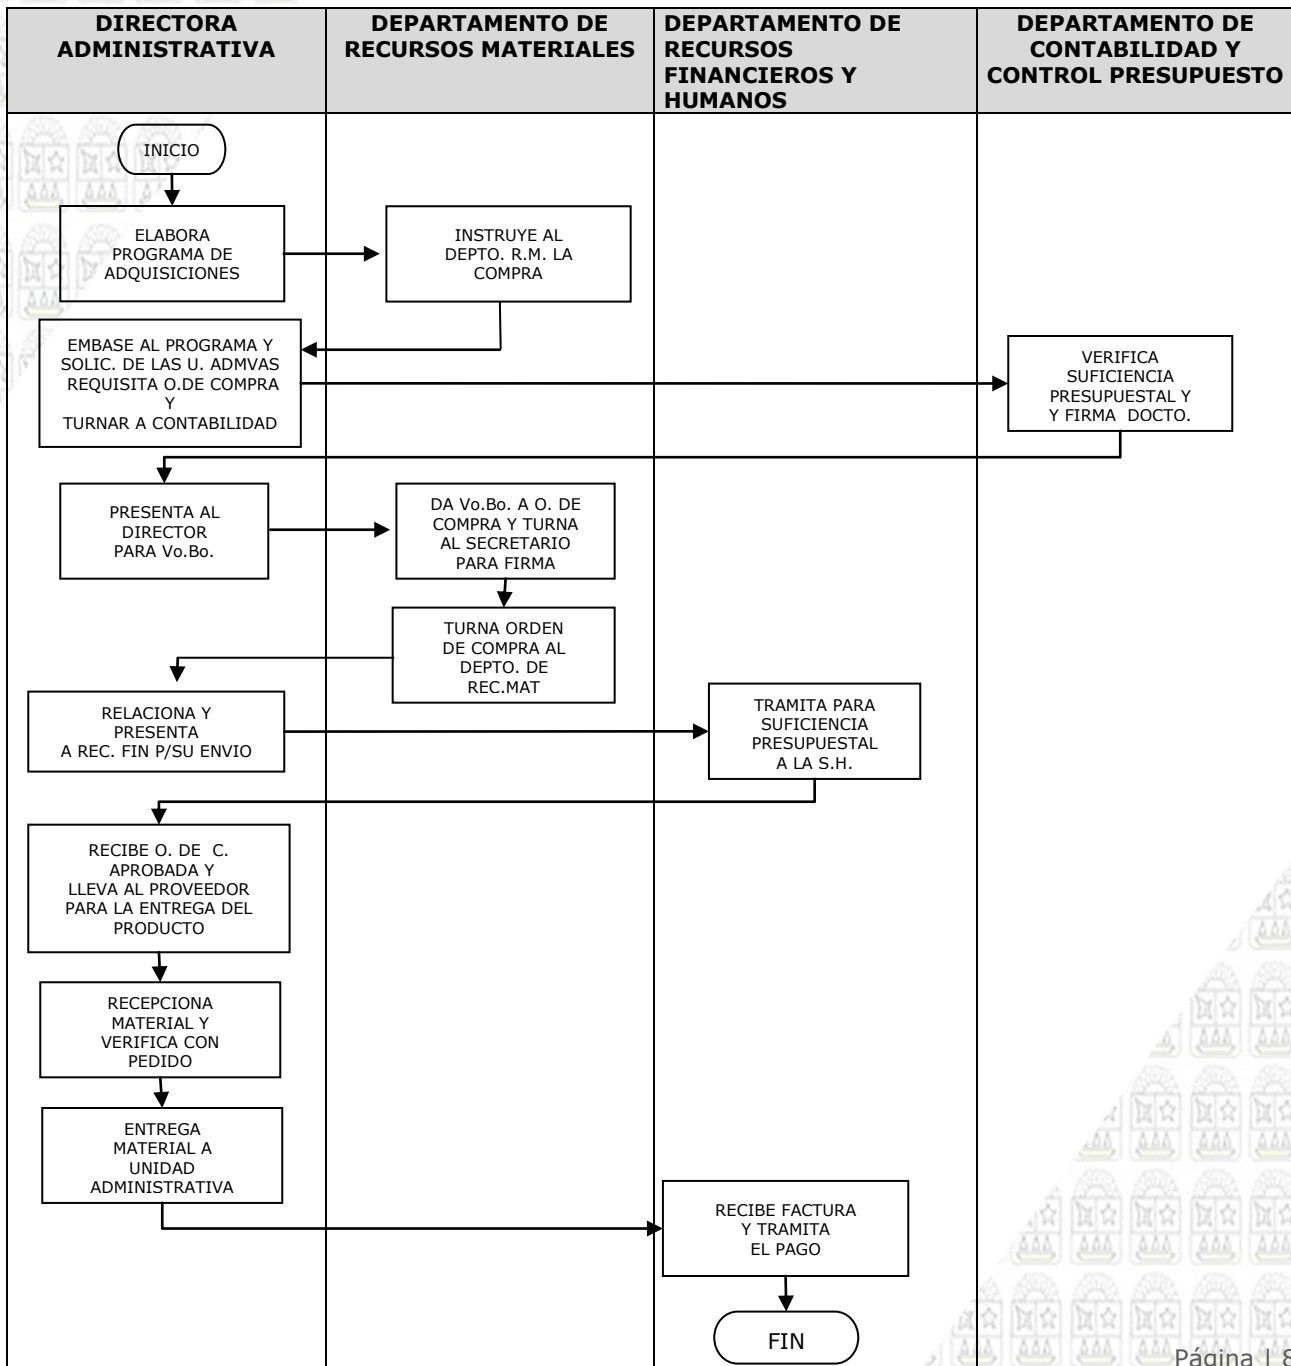 DIRECTORA
ADMINISTRATIVA
DEPARTAMENTO DE
RECURSOS MATERIALES
DEPARTAMENTO DE
RECURSOS
FINANCIEROS Y
HUMANOS
DEPARTAMENTO DE
CONTABILIDAD Y
CONTROL PRESUPUESTO
INICIO
ELABORA
PROGRAMA DE
ADQUISICIONES
INSTRUYE AL
DEPTO. R.M. LA
COMPRA
EMBASE AL PROGRAMA Y
SOLIC. DE LAS U. ADMVAS
REQUISITA O.DE COMPRA
Y
TURNAR A CONTABILIDAD
VERIFICA
SUFICIENCIA
PRESUPUESTAL Y
Y FIRMA DOCTO.
PRESENTA AL
DIRECTOR
PARA Vo.Bo.
DA Vo.Bo. A O. DE
COMPRA Y TURNA
AL SECRETARIO
PARA FIRMA
TURNA ORDEN
DE COMPRA AL
DEPTO. DE
REC.MAT
RELACIONA Y
PRESENTA
A REC. FIN P/SU ENVIO
TRAMITA PARA
SUFICIENCIA
PRESUPUESTAL
A LA S.H.
RECIBE O. DE C.
APROBADA Y
LLEVA AL PROVEEDOR
PARA LA ENTREGA DEL
PRODUCTO
RECEPCIONA
MATERIAL Y
VERIFICA CON
PEDIDO
ENTREGA
MATERIAL A
UNIDAD
ADMINISTRATIVA
RECIBE FACTURA
Y TRAMITA
EL PAGO
FIN
Página | 8